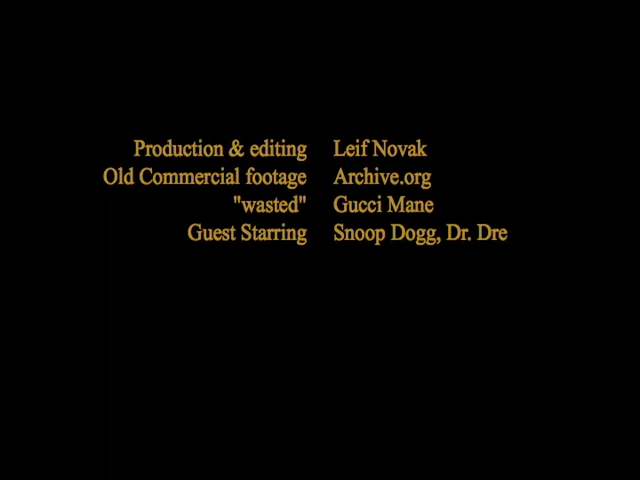 Production & editing Leif Novak
Old Commercial footage Archive.org
"wasted" Gucci Mane
Guest Starring Snoop Dogg, Dr. Dre